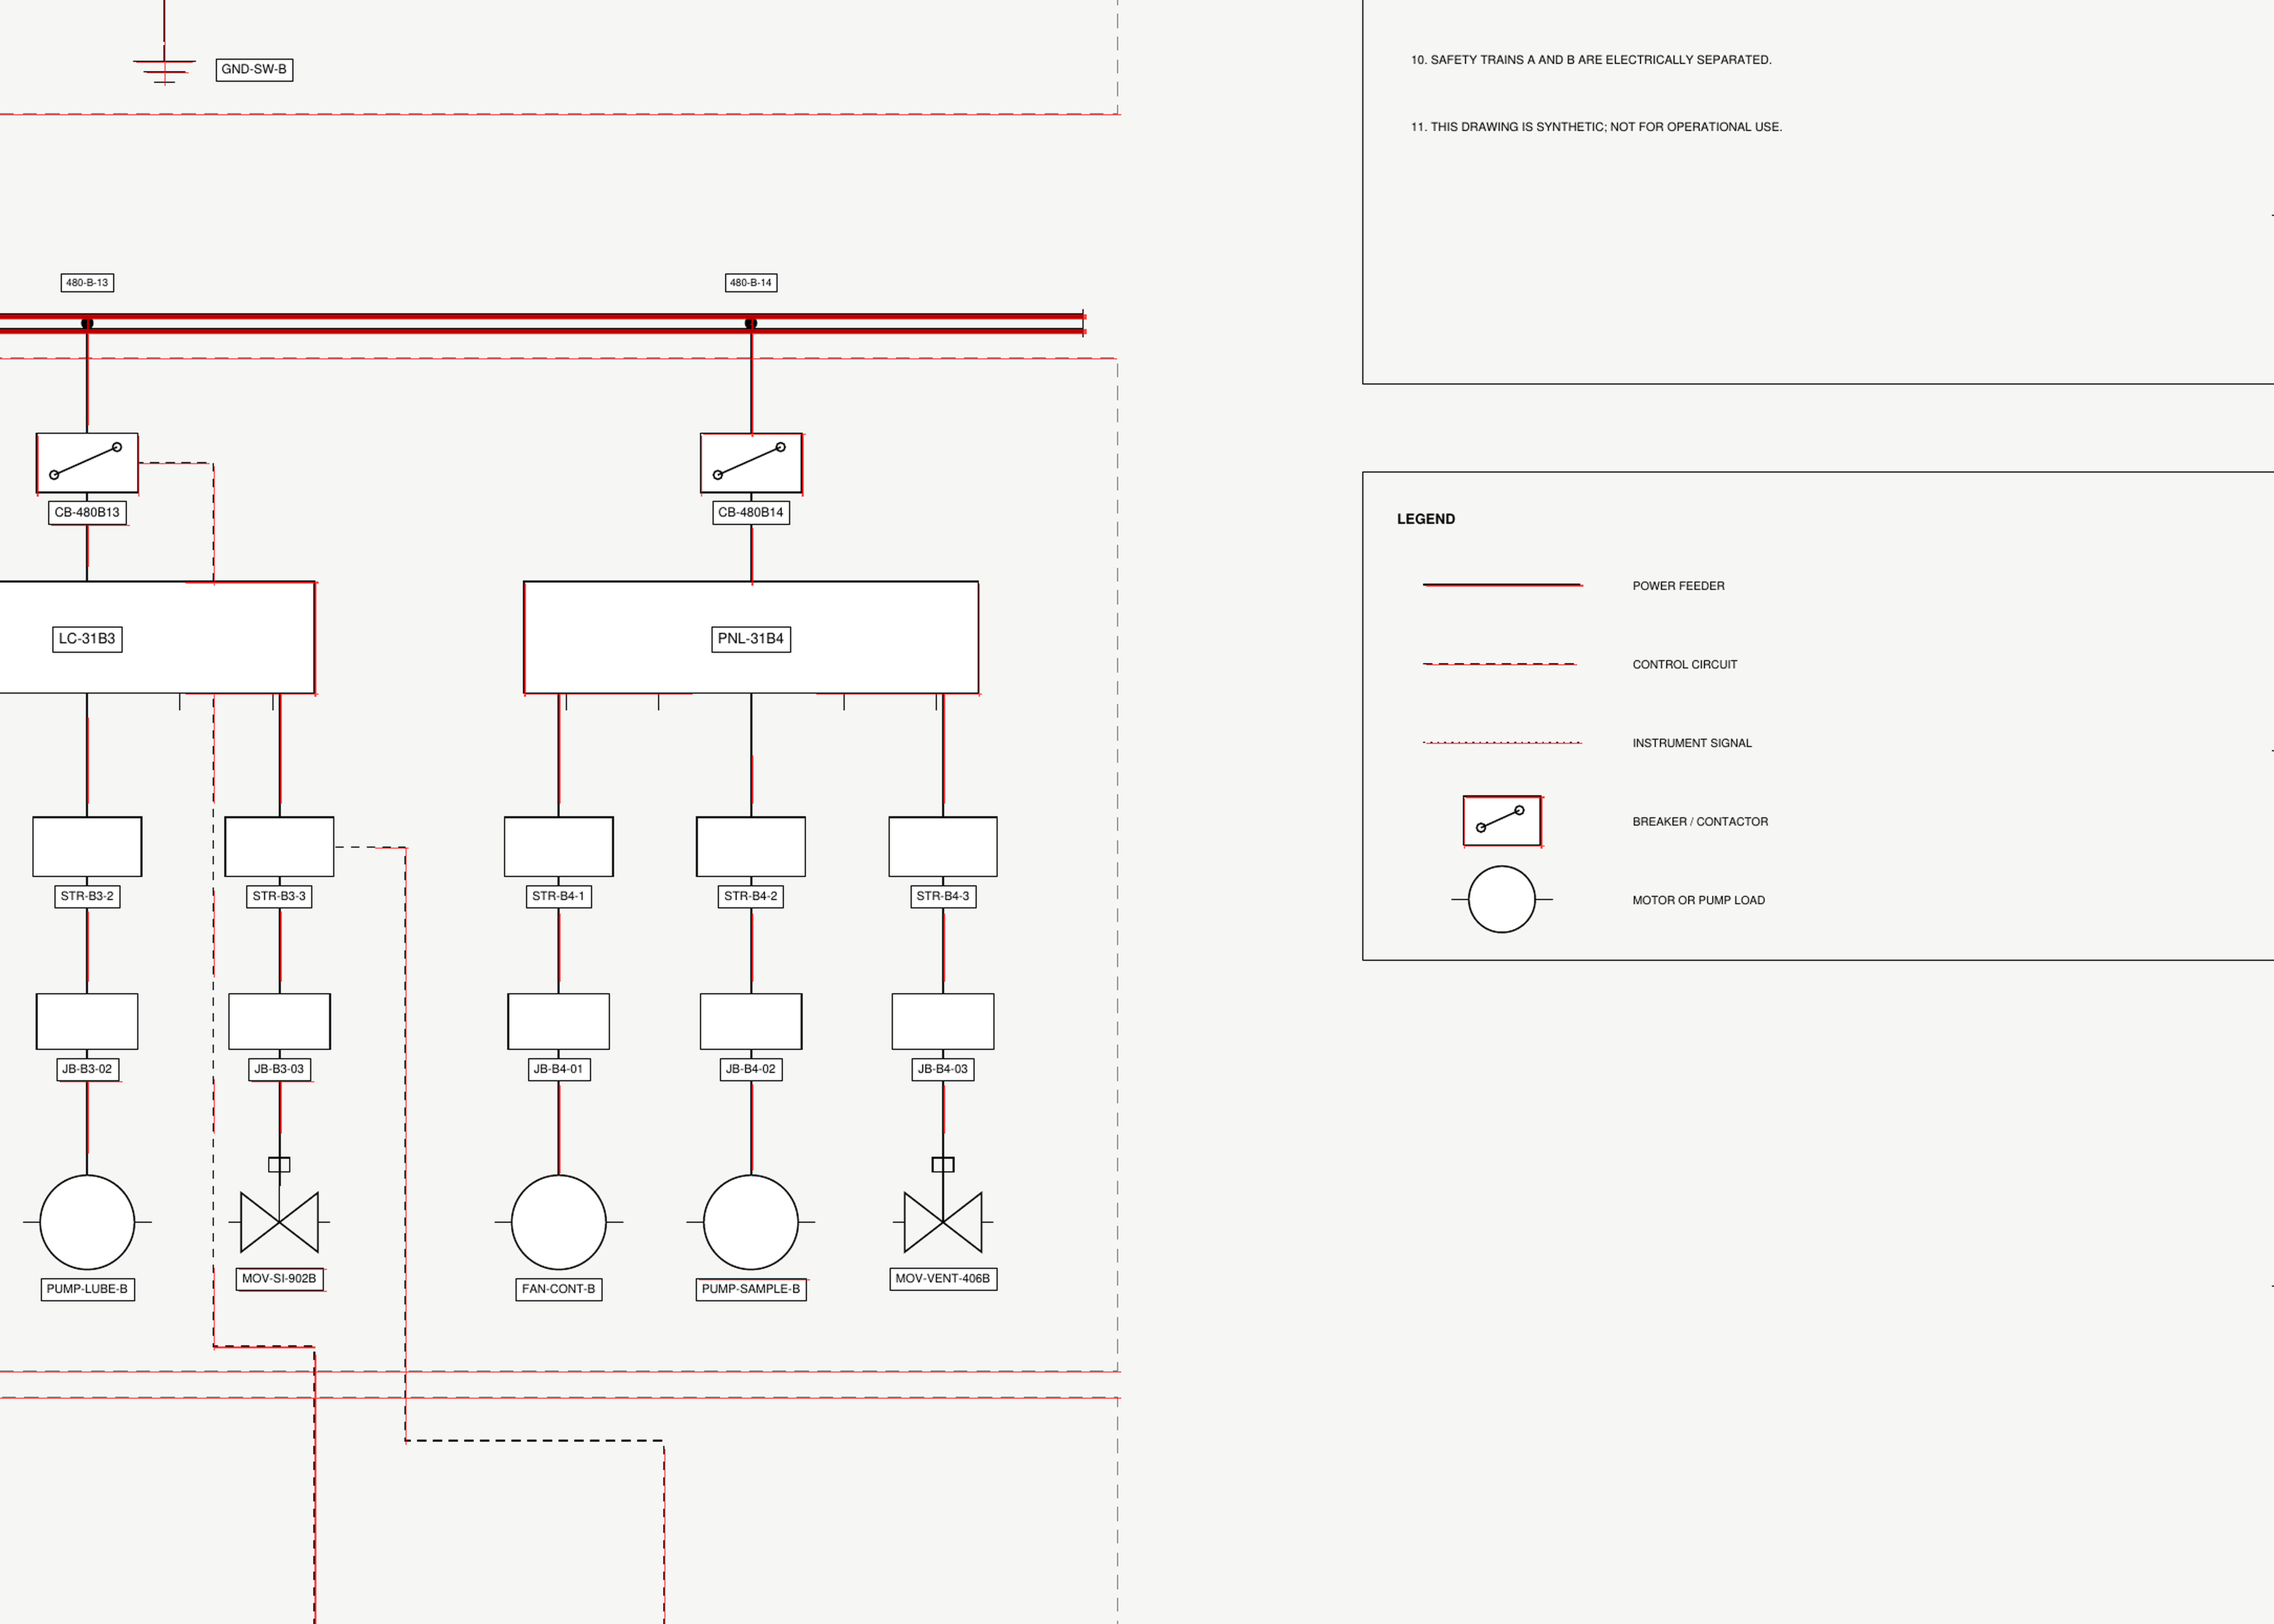 GND-SW-B
10. SAFETY TRAINS A AND B ARE ELECTRICALLY SEPARATED.
11. THIS DRAWING IS SYNTHETIC; NOT FOR OPERATIONAL USE.
480-B-13
480-B-14
CB-480B13
CB-480B14
LC-31B3
PNL-31B4
STR-B3-2
STR-B3-3
STR-B4-1
STR-B4-2
STR-B4-3
JB-B3-02
JB-B3-03
JB-B4-01
JB-B4-02
JB-B4-03
PUMP-LUBE-B
MOV-SI-902B
FAN-CONT-B
PUMP-SAMPLE-B
MOV-VENT-406B
LEGEND
POWER FEEDER
CONTROL CIRCUIT
INSTRUMENT SIGNAL
BREAKER / CONTACTOR
MOTOR OR PUMP LOAD